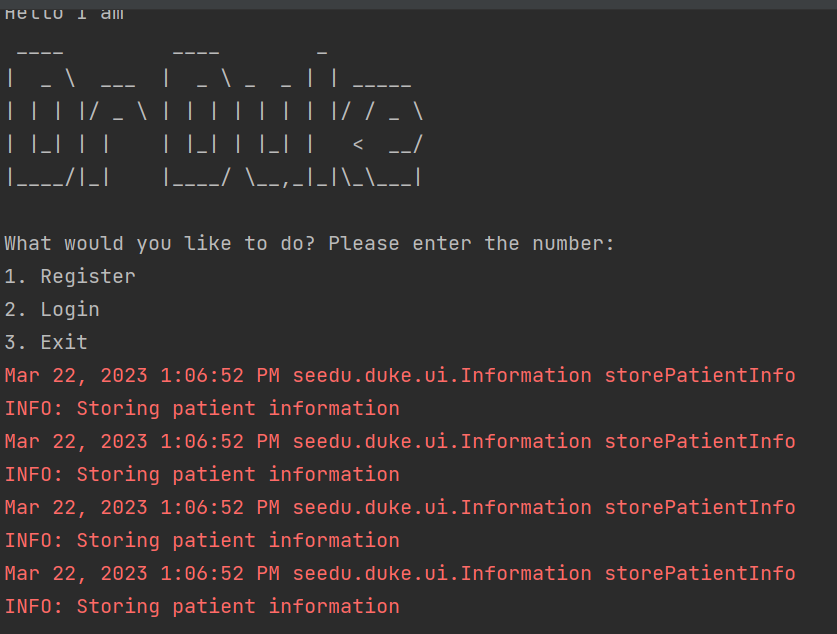 Hello I am
 ____         ____        _
|  _ \  ___  |  _ \ _   _ | | _____
| | | |/ _ \ | | | | | | | |/ / _ \
| |_| | |    | |_| | |_| |   <  __/
|____/|_|    |____/ \__,_|_|\_\___|
What would you like to do? Please enter the number:
1. Register
2. Login
3. Exit
Mar 22, 2023 1:06:52 PM seedu.duke.ui.Information storePatientInfo
INFO: Storing patient information
Mar 22, 2023 1:06:52 PM seedu.duke.ui.Information storePatientInfo
INFO: Storing patient information
Mar 22, 2023 1:06:52 PM seedu.duke.ui.Information storePatientInfo
INFO: Storing patient information
Mar 22, 2023 1:06:52 PM seedu.duke.ui.Information storePatientInfo
INFO: Storing patient information